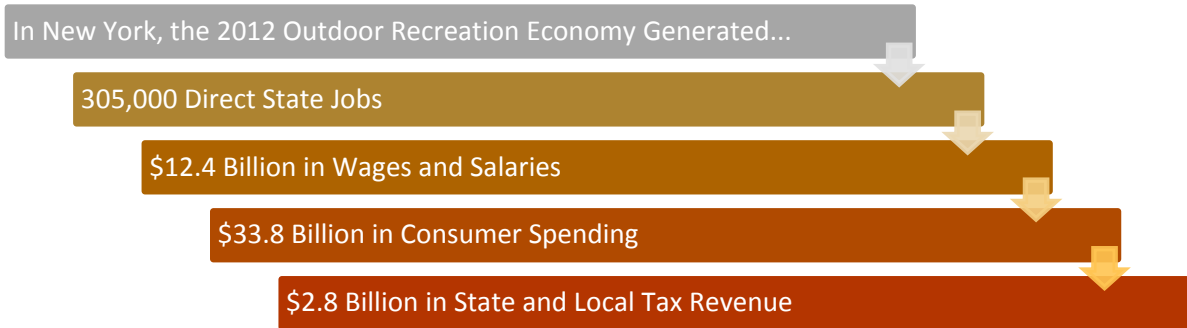 In New York, the 2012 Outdoor Recreation Economy Generated...
305,000 Direct State Jobs
$12.4 Billion in Wages and Salaries
$33.8 Billion in Consumer Spending
$2.8 Billion in State and Local Tax Revenue